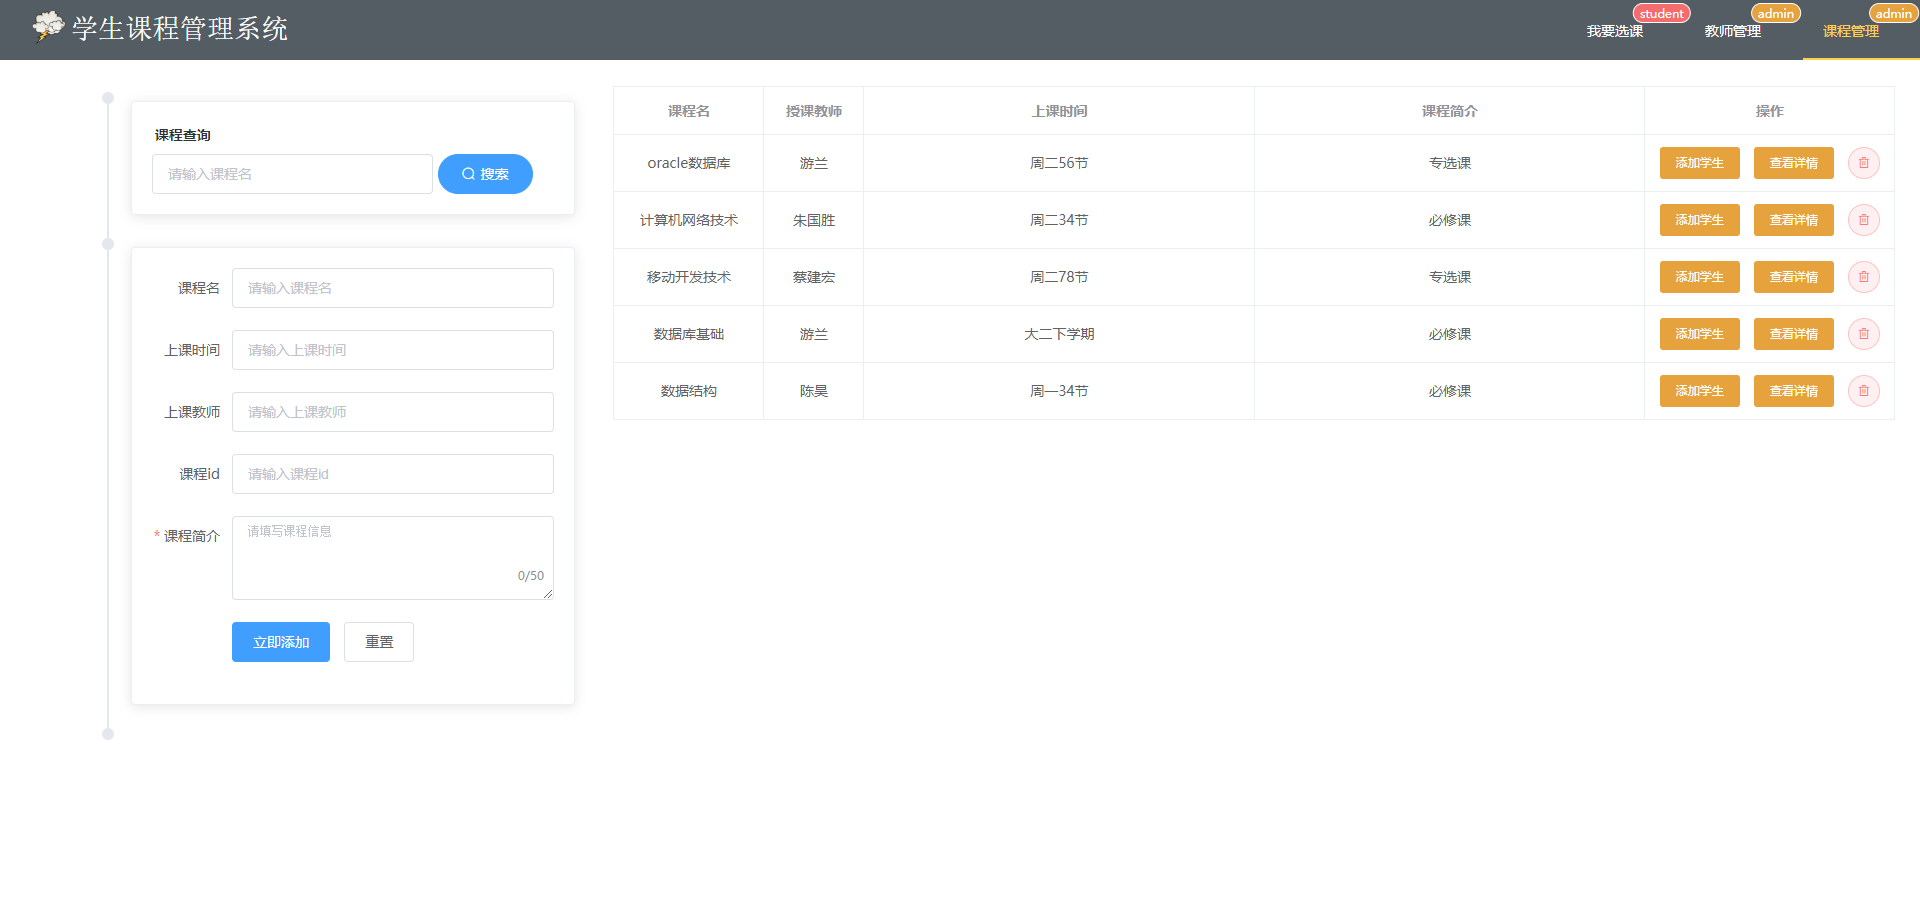 学生课程管理系统
我要选课 student
教师管理 admin
课程管理 admin
课程查询
请输入课程名 搜索
课程名 请输入课程名
上课时间 请输入上课时间
上课教师 请输入上课教师
课程id 请输入课程id
* 课程简介 请填写课程信息
0/50
立即添加 重置
课程名 授课教师 上课时间 课程简介 操作
oracle数据库 游兰 周二56节 专选课 添加学生 查看详情
计算机网络技术 朱国胜 周二34节 必修课 添加学生 查看详情
移动开发技术 蔡建宏 周二78节 专选课 添加学生 查看详情
数据库基础 游兰 大二下学期 必修课 添加学生 查看详情
数据结构 陈昊 周一34节 必修课 添加学生 查看详情